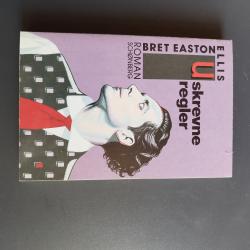 BRET EASTON
ELLIS
Uskrevne
regler
ROMAN
SCHØNBERG